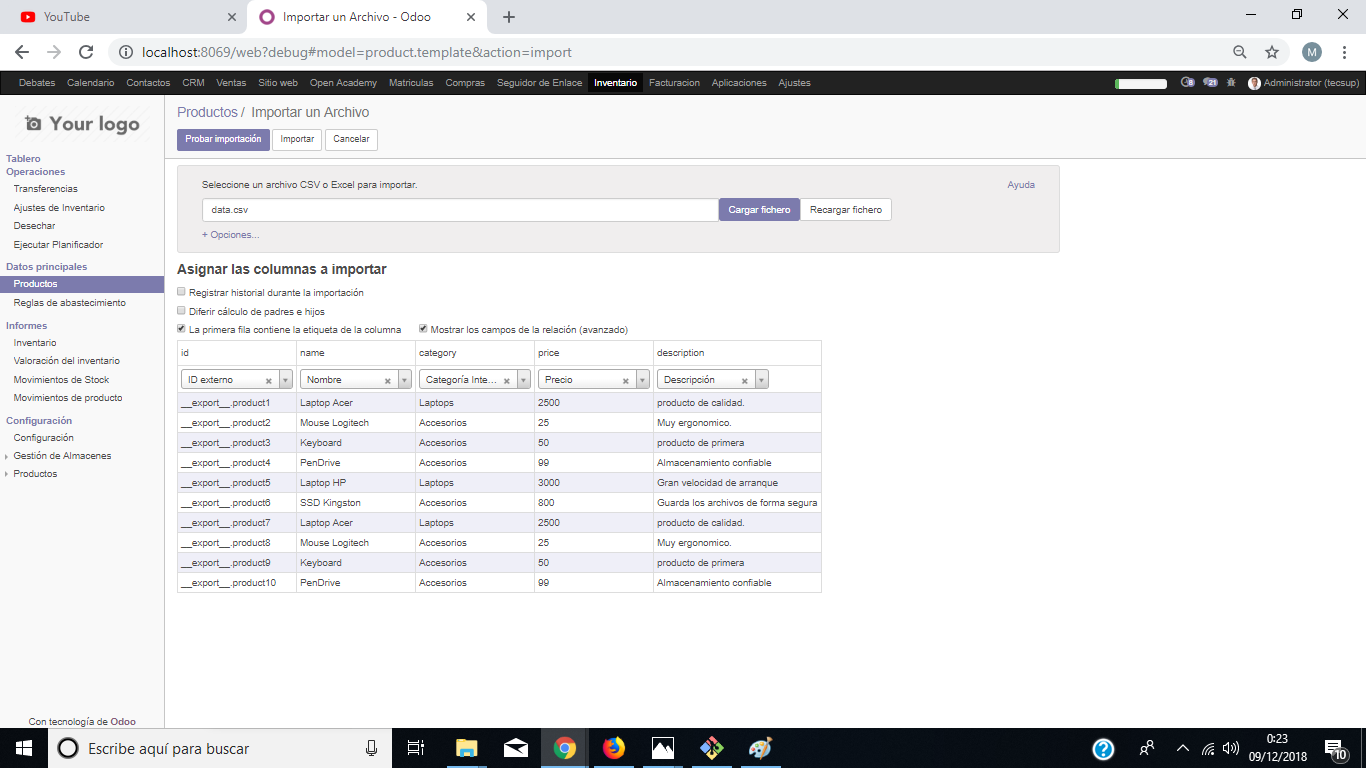 YouTube
Importar un Archivo - Odoo
localhost:8069/web?debug#model=product.template&action=import
M
Debates Calendario Contactos CRM Ventas Sitio web Open Academy Matriculas Compras Seguidor de Enlace Inventario Facturacion Aplicaciones Ajustes
21 Administrator (tecsup)
Your logo
Tablero
Operaciones
Transferencias
Ajustes de Inventario
Desechar
Ejecutar Planificador
Datos principales
Productos
Reglas de abastecimiento
Informes
Inventario
Valoración del inventario
Movimientos de Stock
Movimientos de producto
Configuración
Configuración
Gestión de Almacenes
Productos
Con tecnología de Odoo
Productos / Importar un Archivo
Probar importación Importar Cancelar
Seleccione un archivo CSV o Excel para importar. Ayuda
data.csv Cargar fichero Recargar fichero
+ Opciones...
Asignar las columnas a importar
Registrar historial durante la importación
Diferir cálculo de padres e hijos
La primera fila contiene la etiqueta de la columna Mostrar los campos de la relación (avanzado)
id name category price description
ID externo Nombre Categoría Inte... Precio Descripción
__export__.product1 Laptop Acer Laptops 2500 producto de calidad.
__export__.product2 Mouse Logitech Accesorios 25 Muy ergonomico.
__export__.product3 Keyboard Accesorios 50 producto de primera
__export__.product4 PenDrive Accesorios 99 Almacenamiento confiable
__export__.product5 Laptop HP Laptops 3000 Gran velocidad de arranque
__export__.product6 SSD Kingston Accesorios 800 Guarda los archivos de forma segura
__export__.product7 Laptop Acer Laptops 2500 producto de calidad.
__export__.product8 Mouse Logitech Accesorios 25 Muy ergonomico.
__export__.product9 Keyboard Accesorios 50 producto de primera
__export__.product10 PenDrive Accesorios 99 Almacenamiento confiable
Escribe aquí para buscar
0:23
09/12/2018
10